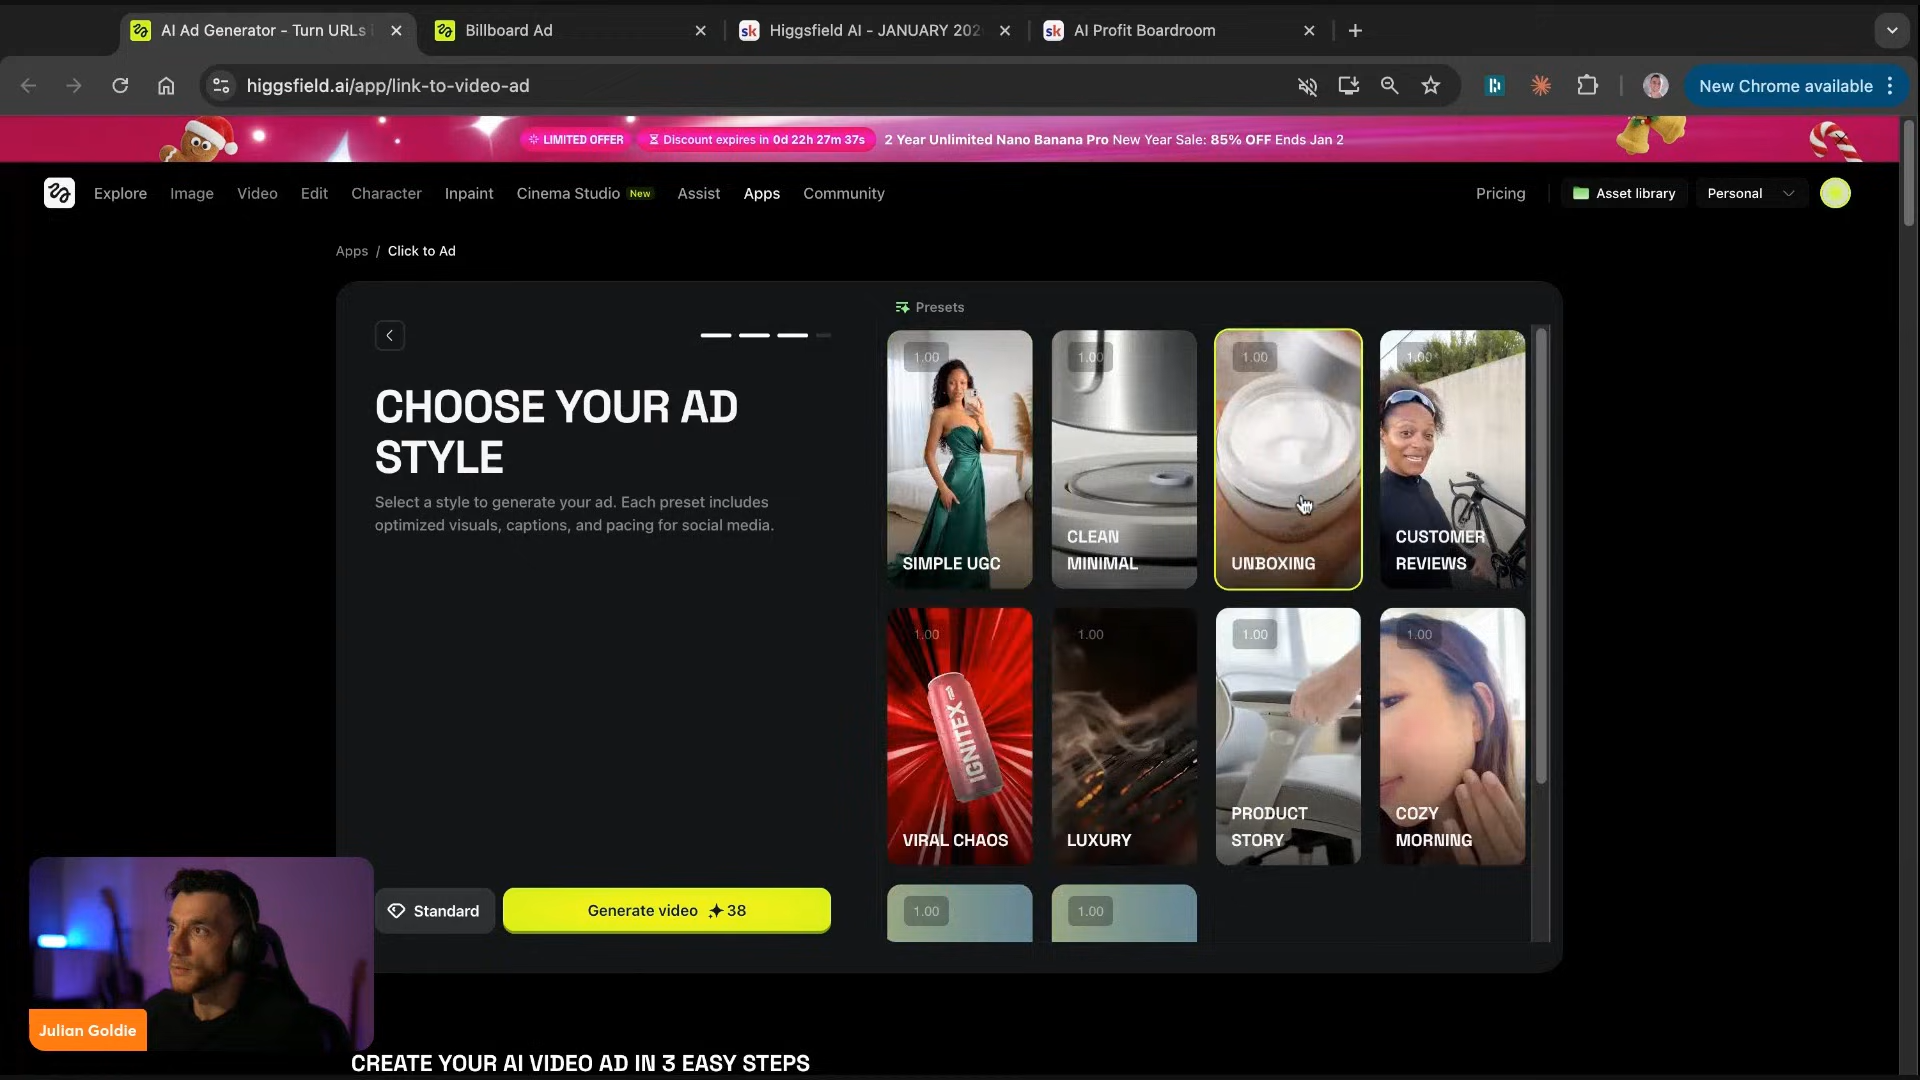 AI Ad Generator - Turn URLs i
Billboard Ad
sk
Higgsfield AI - JANUARY 202
sk
AI Profit Boardroom
higgsfield.ai/app/link-to-video-ad
New Chrome available
LIMITED OFFER
Discount expires in 0d 22h 27m 37s
2 Year Unlimited Nano Banana Pro New Year Sale: 85% OFF Ends Jan 2
Explore
Image
Video
Edit
Character
Inpaint
Cinema Studio New
Assist
Apps
Community
Pricing
Asset library
Personal
Apps / Click to Ad
CHOOSE YOUR AD
STYLE
Select a style to generate your ad. Each preset includes
optimized visuals, captions, and pacing for social media.
Standard
Generate video 38
Presets
1.00
SIMPLE UGC
1.00
CLEAN
MINIMAL
1.00
UNBOXING
1.00
CUSTOMER
REVIEWS
1.00
IGNITEX
VIRAL CHAOS
1.00
LUXURY
1.00
PRODUCT
STORY
1.00
COZY
MORNING
1.00
1.00
Julian Goldie
CREATE YOUR AI VIDEO AD IN 3 EASY STEPS